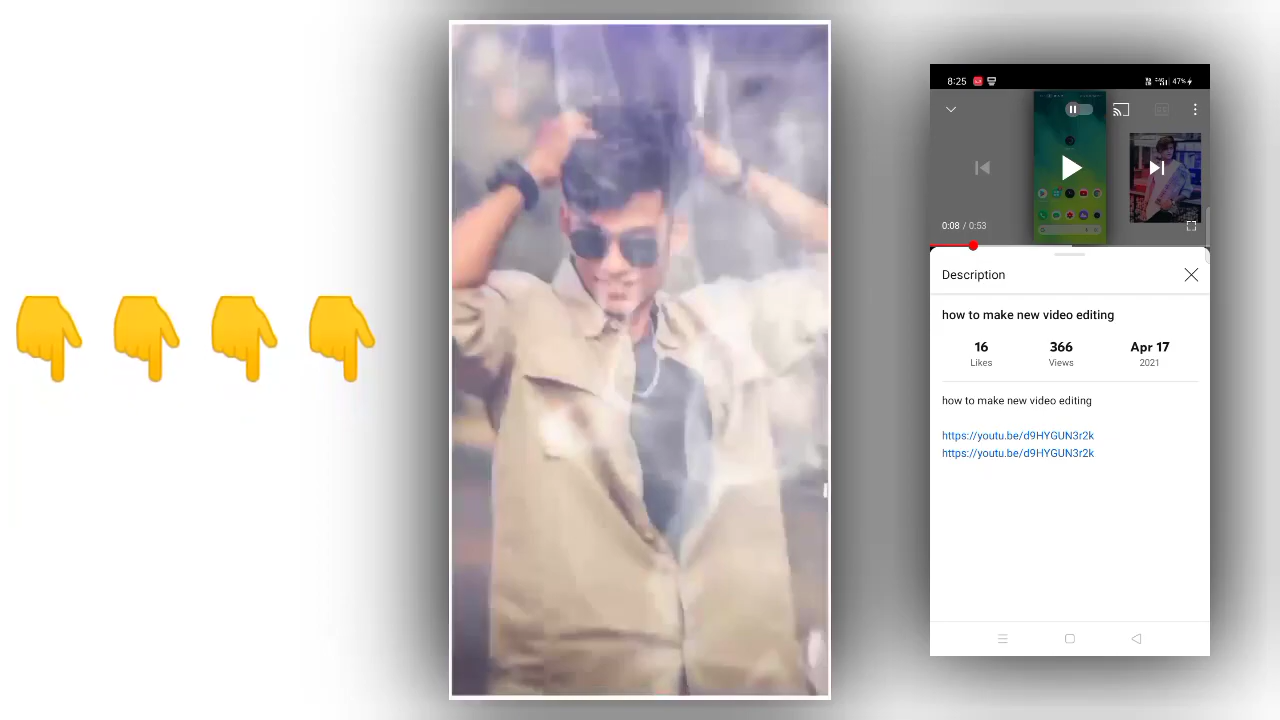 8:25
47%
0:08 / 0:53
Description
how to make new video editing
16 366 Apr 17
Likes Views 2021
how to make new video editing
https://youtu.be/d9HYGUN3r2k
https://youtu.be/d9HYGUN3r2k